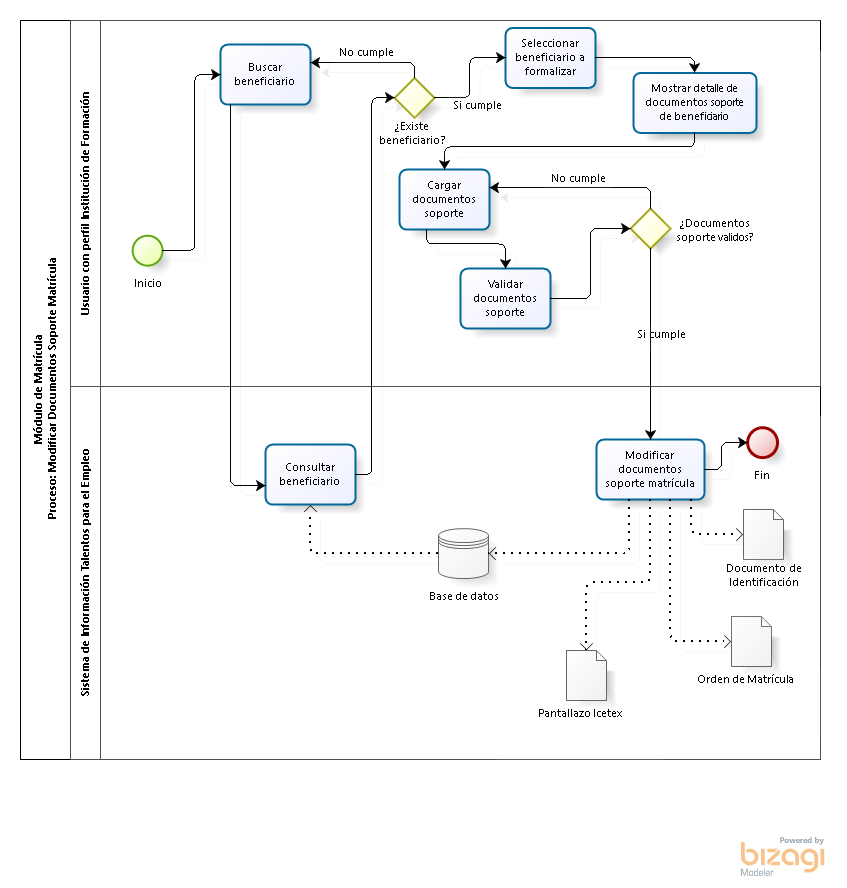 Módulo de Matrícula
Proceso: Modificar Documentos Soporte Matrícula
Usuario con perfil Institución de Formación
Inicio
Buscar
beneficiario
No cumple
¿Existe
beneficiario?
Si cumple
Seleccionar
beneficiario a
formalizar
Mostrar detalle de
documentos soporte
de beneficiario
Cargar
documentos
soporte
No cumple
¿Documentos
soporte validos?
Validar
documentos
soporte
Si cumple
Sistema de Información Talentos para el Empleo
Consultar
beneficiario
Modificar
documentos
soporte matrícula
Fin
Base de datos
Documento de
Identificación
Orden de Matrícula
Pantallazo Icetex
Powered by
bizagi
Modeler